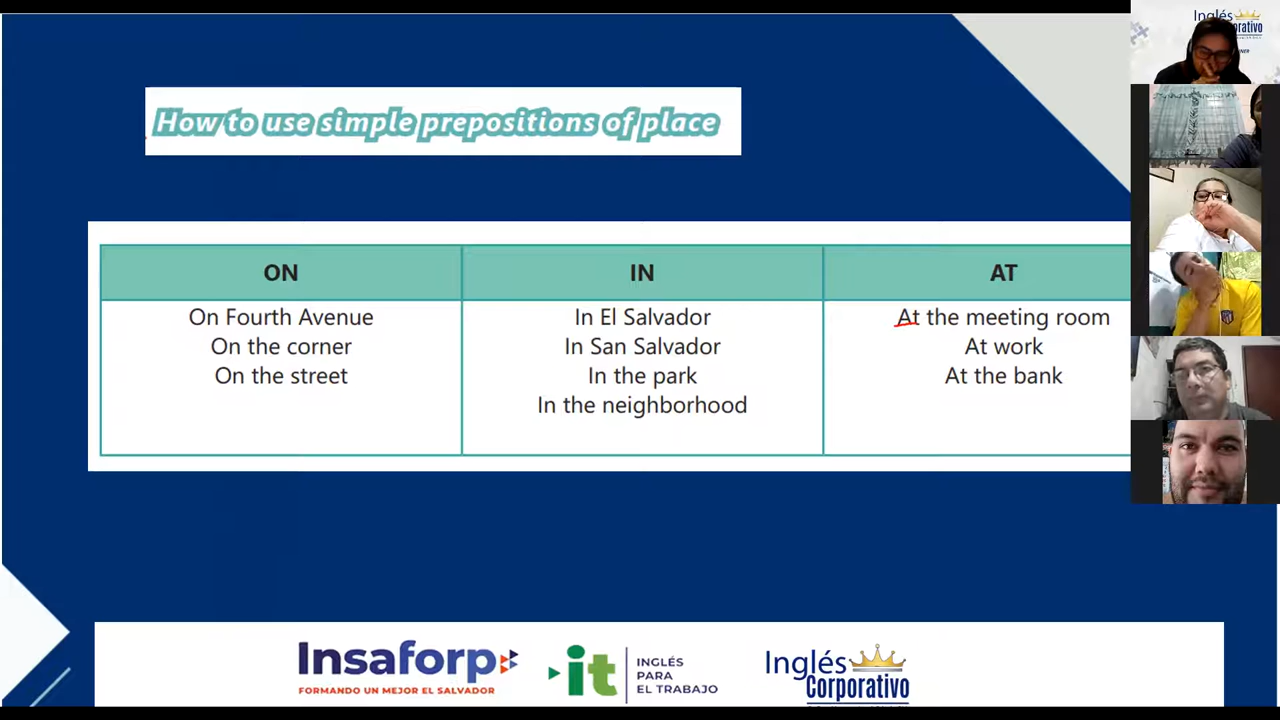 How to use simple prepositions of place
ON
On Fourth Avenue
On the corner
On the street
IN
In El Salvador
In San Salvador
In the park
In the neighborhood
AT
At the meeting room
At work
At the bank
Insaforp
FORMANDO UN MEJOR EL SALVADOR
it
INGLÉS
PARA
EL TRABAJO
Inglés
Corporativo
Inglés